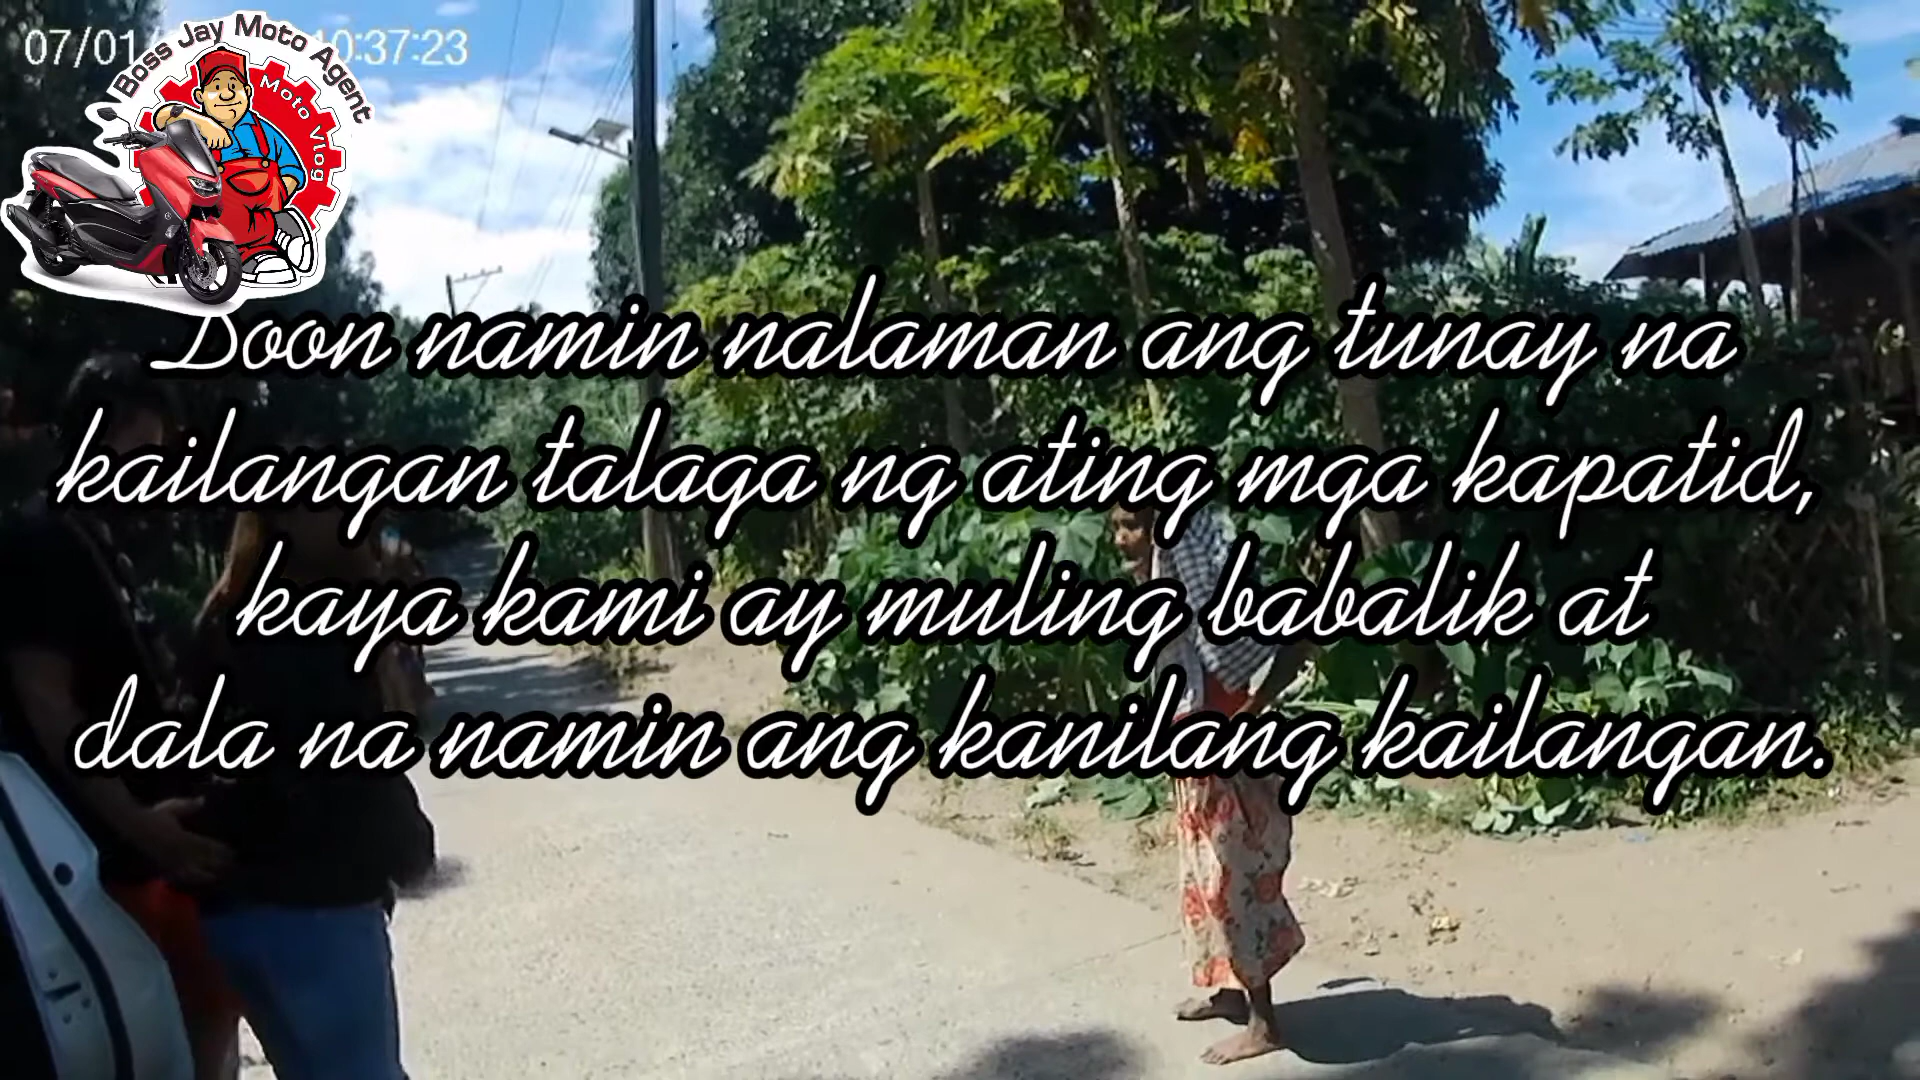 07/01
10:37:23
Boss Jay Moto Agent
Moto Vlog
Doon namin nalaman ang tunay na
kailangan talaga ng ating mga kapatid,
kaya kami ay muling babalik at
dala na namin ang kanilang kailangan.